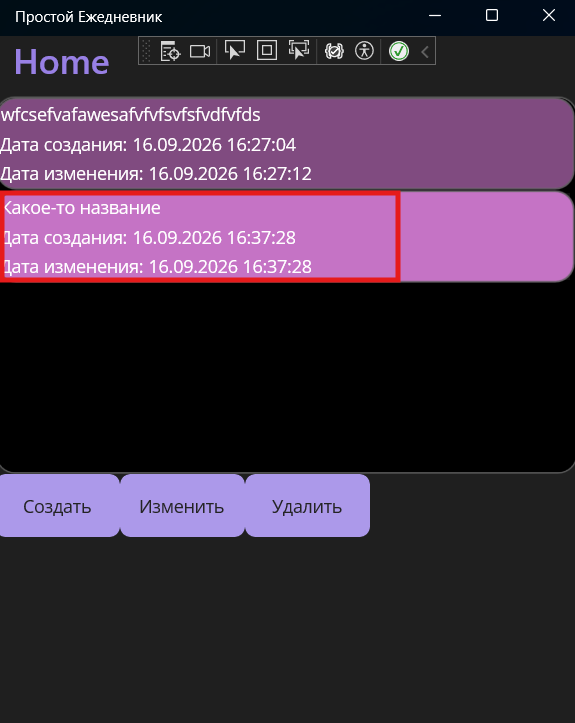 Простой Ежедневник
Home
wfcsefvafawesafvfvfsvfsfvdfvfds
Дата создания: 16.09.2026 16:27:04
Дата изменения: 16.09.2026 16:27:12
Какое-то название
Дата создания: 16.09.2026 16:37:28
Дата изменения: 16.09.2026 16:37:28
Создать Изменить Удалить